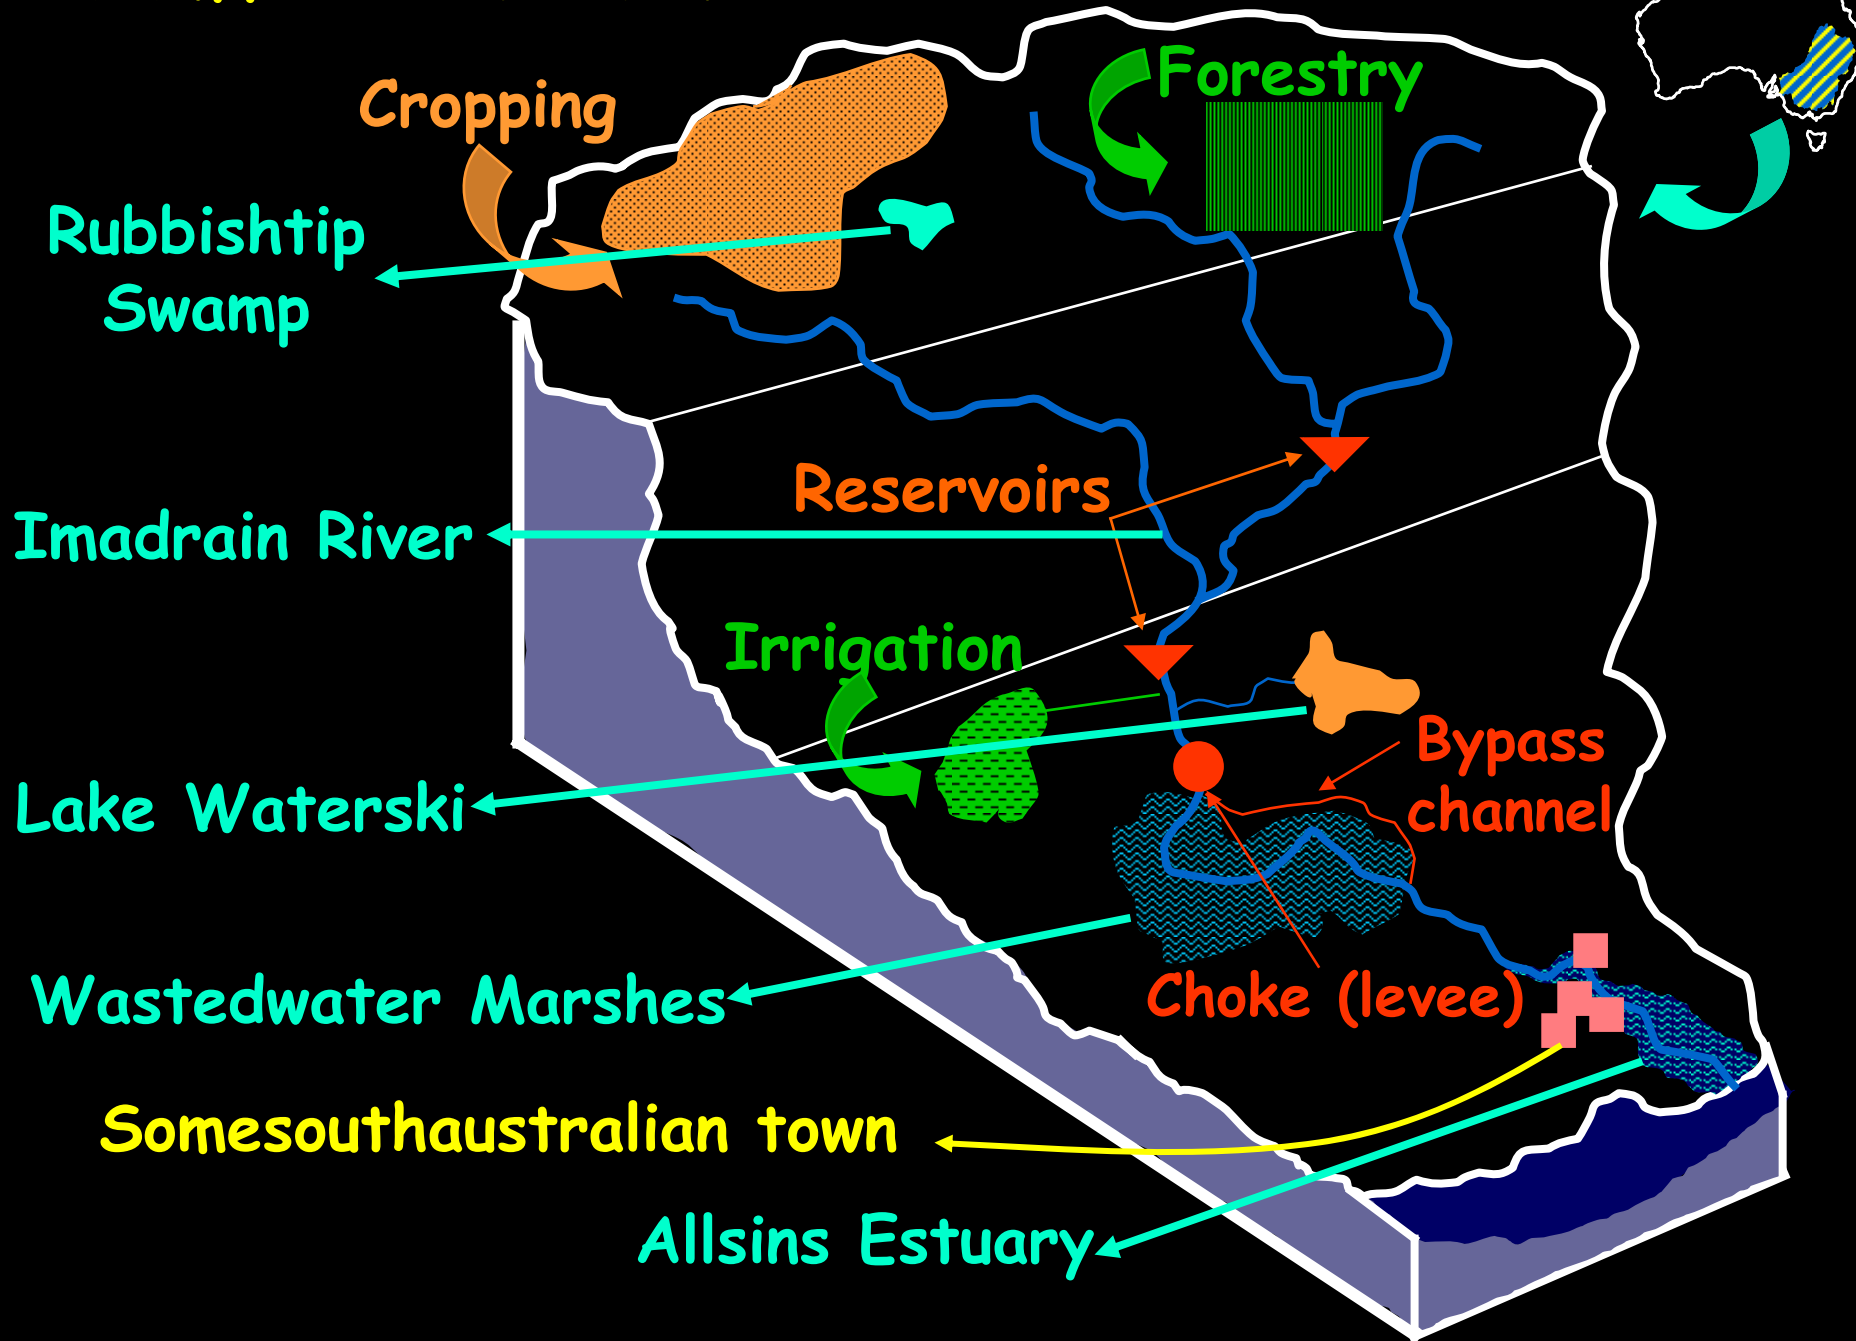 Cropping
Forestry
Rubbishtip
Swamp
Reservoirs
Imadrain River
Irrigation
Bypass
channel
Lake Waterski
Choke (levee)
Wastedwater Marshes
Somesouthaustralian town
Allsins Estuary